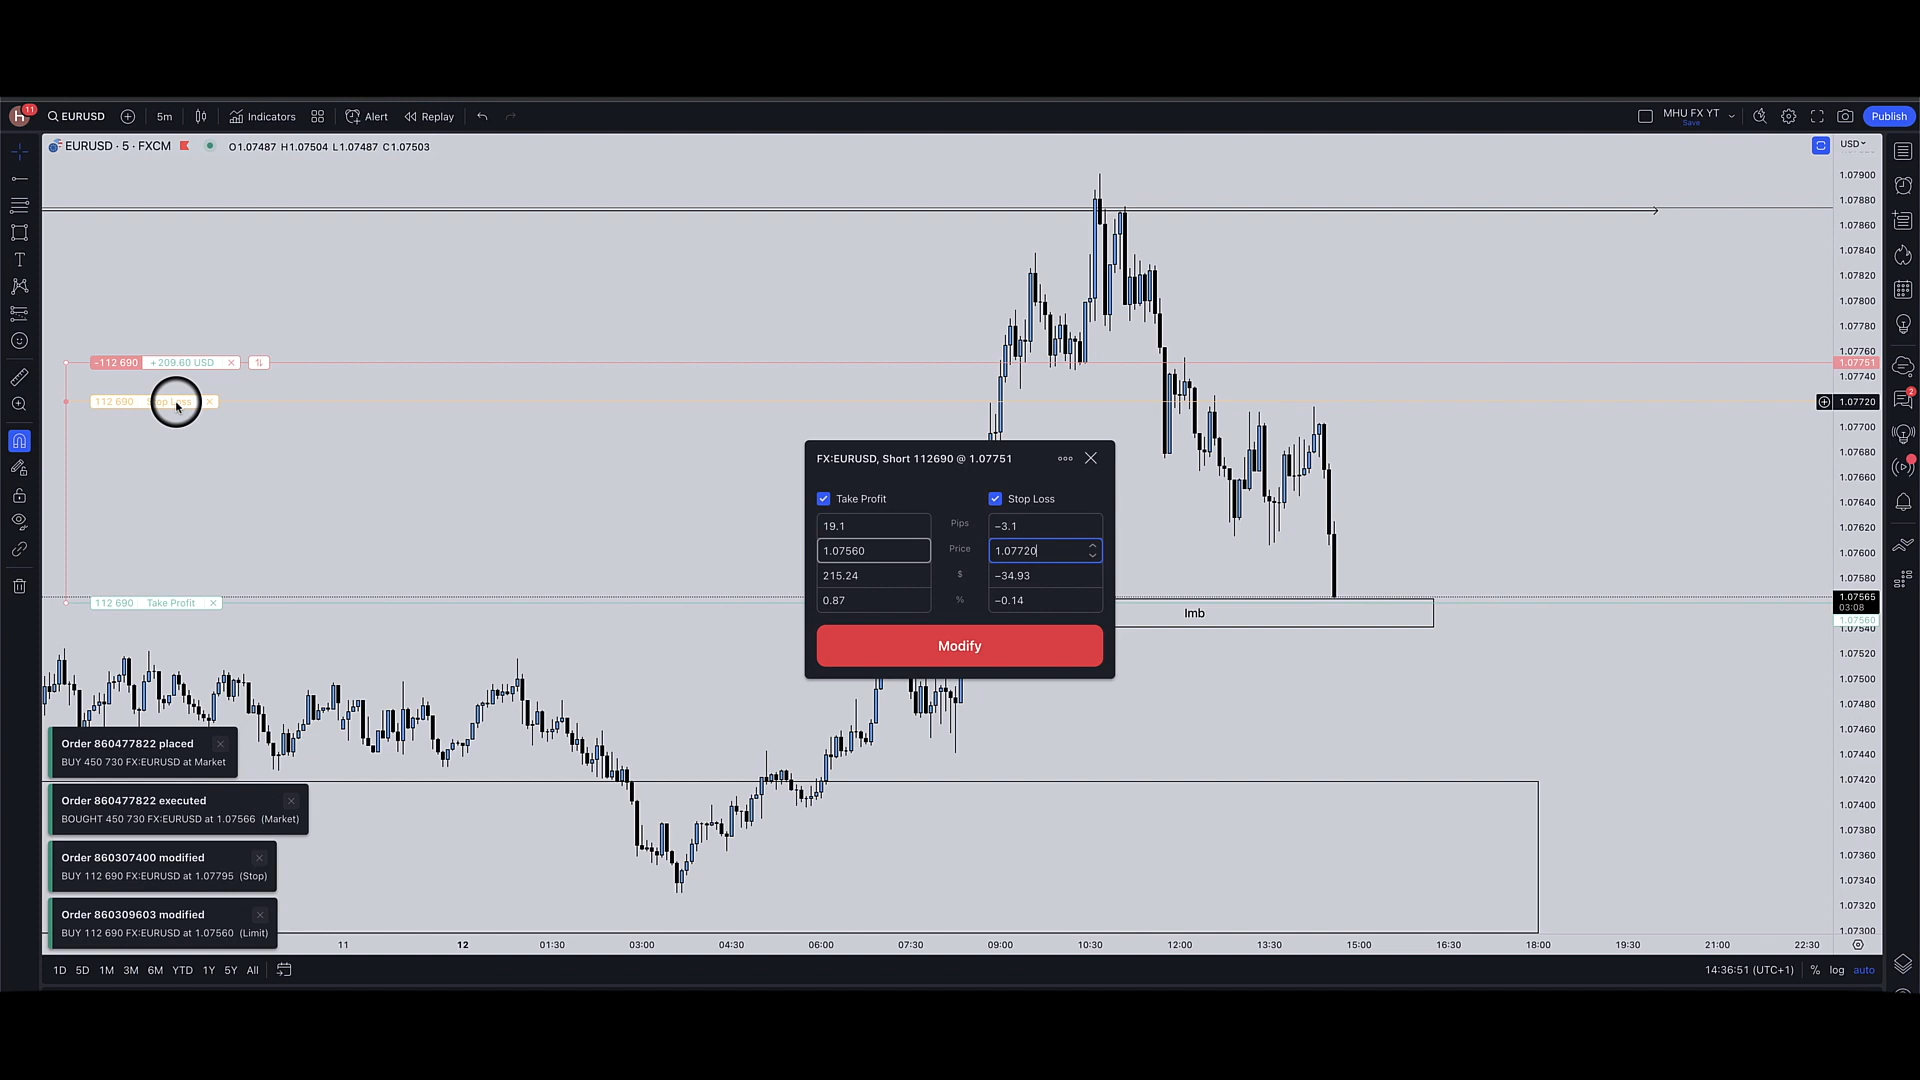 h 11 EURUSD 5m Indicators Alert Replay MHU FX YT Save Publish
EURUSD · 5 · FXCM O1.07487 H1.07504 L1.07487 C1.07503
USD
1.07900
1.07880
1.07860
1.07840
1.07820
1.07800
1.07780
1.07760
-112 690 +209.60 USD
1.07751
1.07740
112 690 Stop Loss
1.07720
1.07700
1.07680
1.07660
1.07640
1.07620
1.07600
1.07580
FX:EURUSD, Short 112690 @ 1.07751
Take Profit Stop Loss
19.1 Pips −3.1
1.07560 Price 1.07720
215.24 $ −34.93
0.87 % −0.14
Modify
112 690 Take Profit
Imb
1.07565
03:08
1.07560
1.07540
1.07520
1.07500
1.07480
1.07460
1.07440
1.07420
1.07400
1.07380
1.07360
1.07340
1.07320
1.07300
2
Order 860477822 placed
BUY 450 730 FX:EURUSD at Market
Order 860477822 executed
BOUGHT 450 730 FX:EURUSD at 1.07566 (Market)
Order 860307400 modified
BUY 112 690 FX:EURUSD at 1.07795 (Stop)
Order 860309603 modified
BUY 112 690 FX:EURUSD at 1.07560 (Limit)
11 12 01:30 03:00 04:30 06:00 07:30 09:00 10:30 12:00 13:30 15:00 16:30 18:00 19:30 21:00 22:30
1D 5D 1M 3M 6M YTD 1Y 5Y All 14:36:51 (UTC+1) % log auto